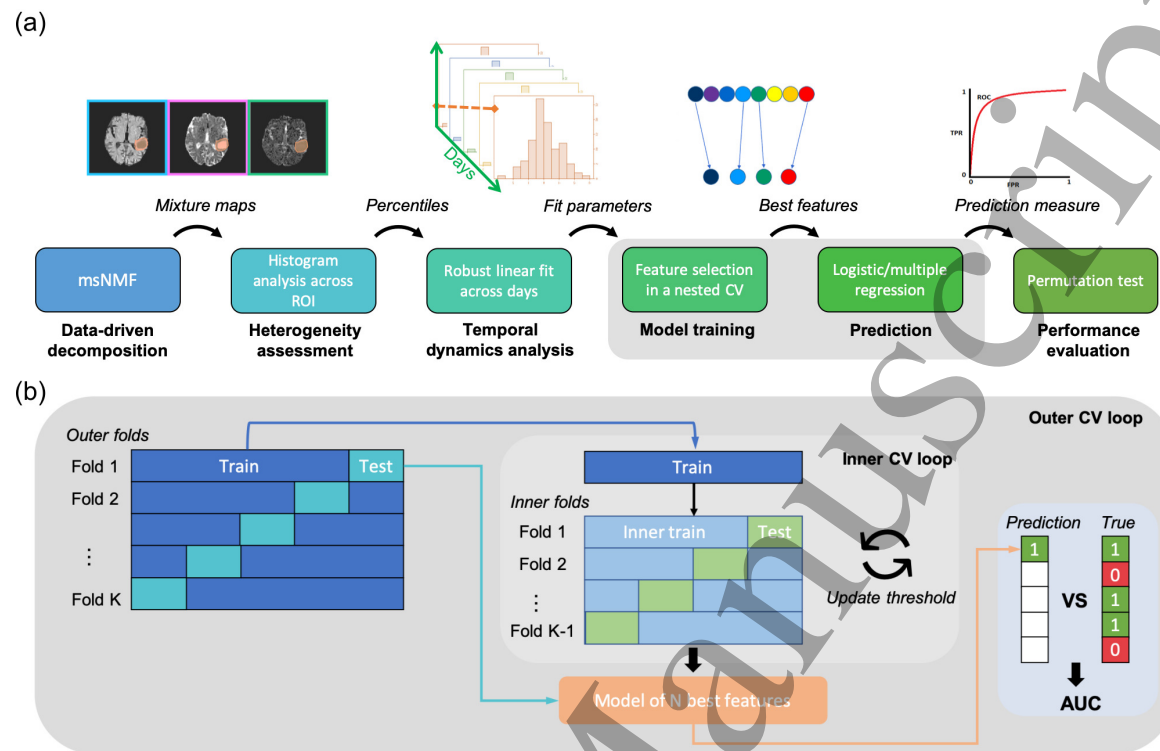 (a)
Days
ROC
1
TPR
0
0
FPR
1
Mixture maps
Percentiles
Fit parameters
Best features
Prediction measure
msNMF
Histogram
analysis across
ROI
Robust linear fit
across days
Feature selection
in a nested CV
Logistic/multiple
regression
Permutation test
Data-driven
decomposition
Heterogeneity
assessment
Temporal
dynamics analysis
Model training
Prediction
Performance
evaluation
(b)
Outer CV loop
Outer folds
Fold 1
Train
Test
Fold 2
⋮
Fold K
Inner CV loop
Train
Inner folds
Fold 1
Inner train
Test
Fold 2
⋮
Fold K-1
Update threshold
Model of N best features
Prediction
True
1
1
0
1
1
0
VS
AUC
Manuscrip